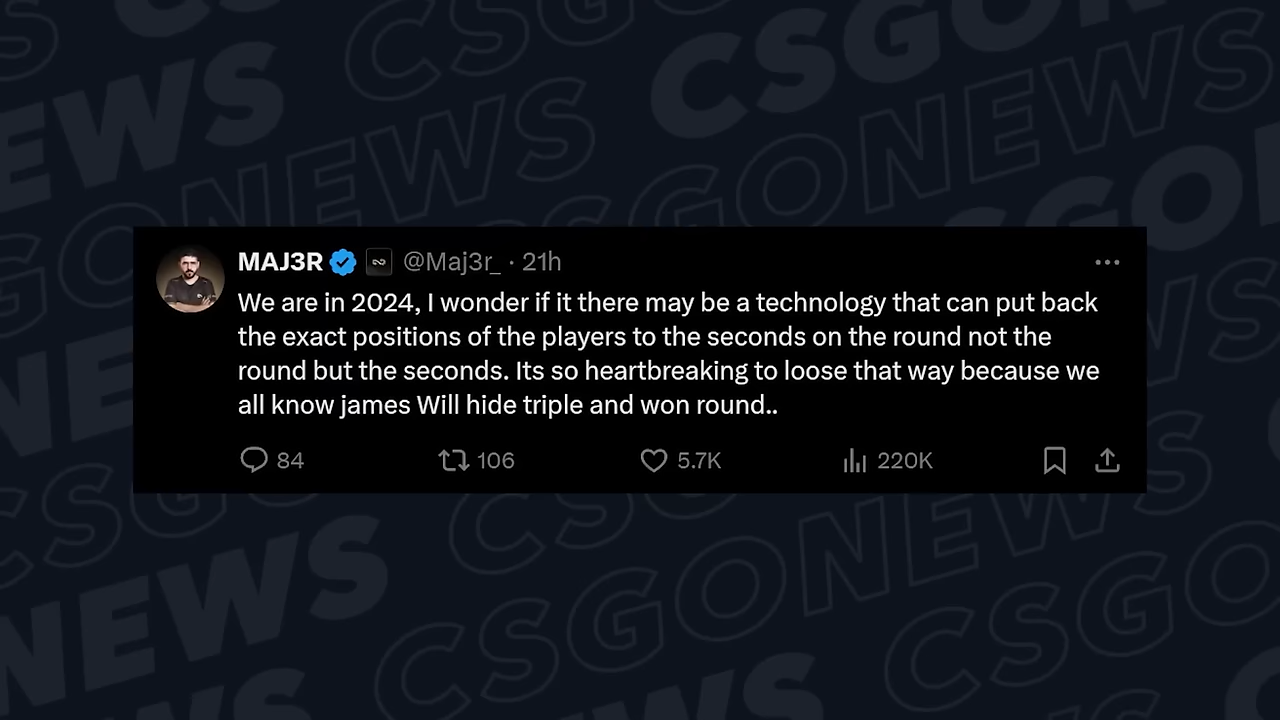 CSGONEWS
MAJ3R @Maj3r_ · 21h
We are in 2024, I wonder if it there may be a technology that can put back
the exact positions of the players to the seconds on the round not the
round but the seconds. Its so heartbreaking to loose that way because we
all know james Will hide triple and won round..
84 106 5.7K 220K
CSGONEWS